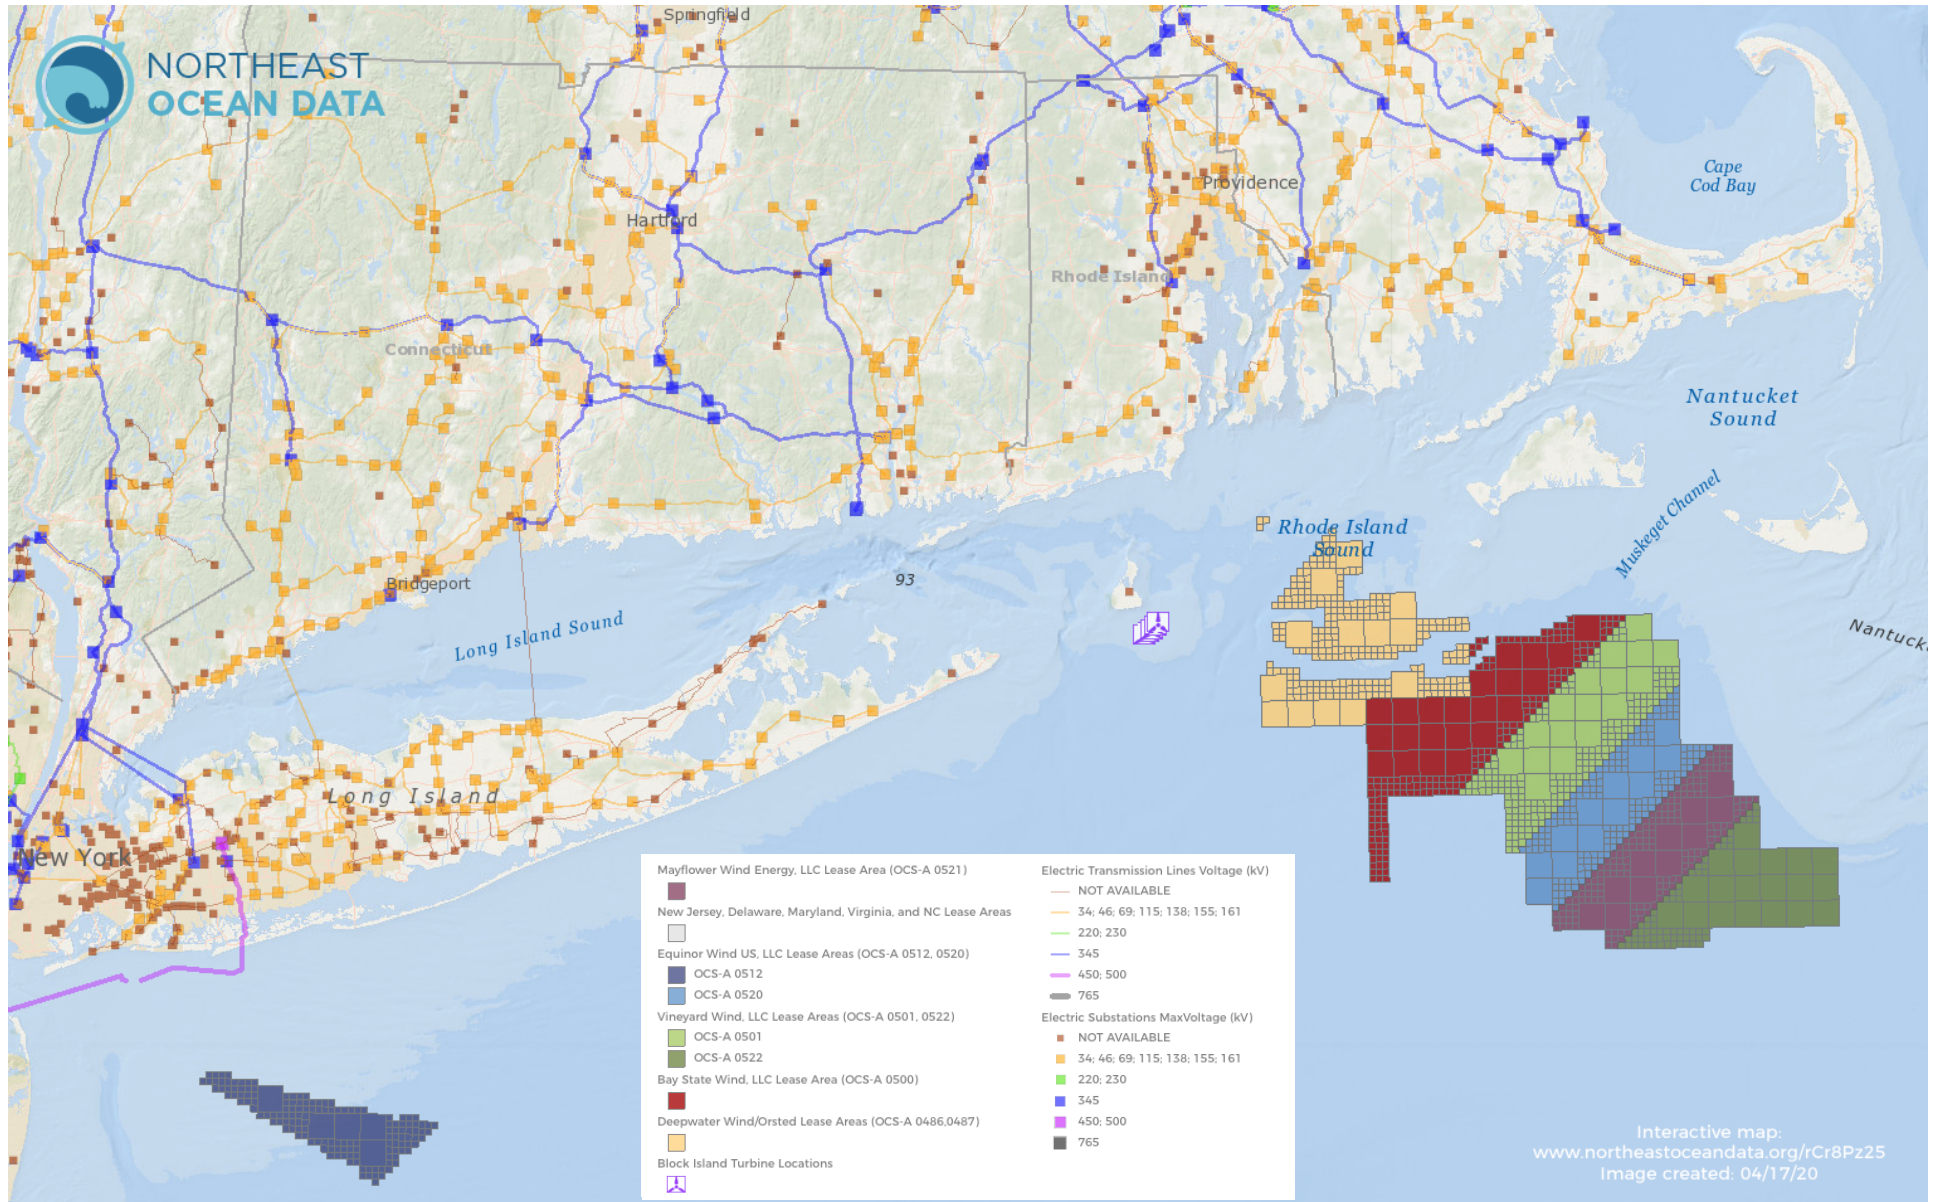 Springfield
NORTHEAST
OCEAN DATA
Cape
Cod Bay
Providence
Hartford
Rhode Island
Connecticut
Nantucket
Sound
Muskeget Channel
Rhode Island
Sound
93
Bridgeport
Long Island Sound
Nantuck
Long Island
New York
Mayflower Wind Energy, LLC Lease Area (OCS-A 0521)
New Jersey, Delaware, Maryland, Virginia, and NC Lease Areas
Equinor Wind US, LLC Lease Areas (OCS-A 0512, 0520)
OCS-A 0512
OCS-A 0520
Vineyard Wind, LLC Lease Areas (OCS-A 0501, 0522)
OCS-A 0501
OCS-A 0522
Bay State Wind, LLC Lease Area (OCS-A 0500)
Deepwater Wind/Orsted Lease Areas (OCS-A 0486,0487)
Block Island Turbine Locations
Electric Transmission Lines Voltage (kV)
NOT AVAILABLE
34; 46; 69; 115; 138; 155; 161
220; 230
345
450; 500
765
Electric Substations MaxVoltage (kV)
NOT AVAILABLE
34; 46; 69; 115; 138; 155; 161
220; 230
345
450; 500
765
Interactive map:
www.northeastoceandata.org/rCr8Pz25
Image created: 04/17/20